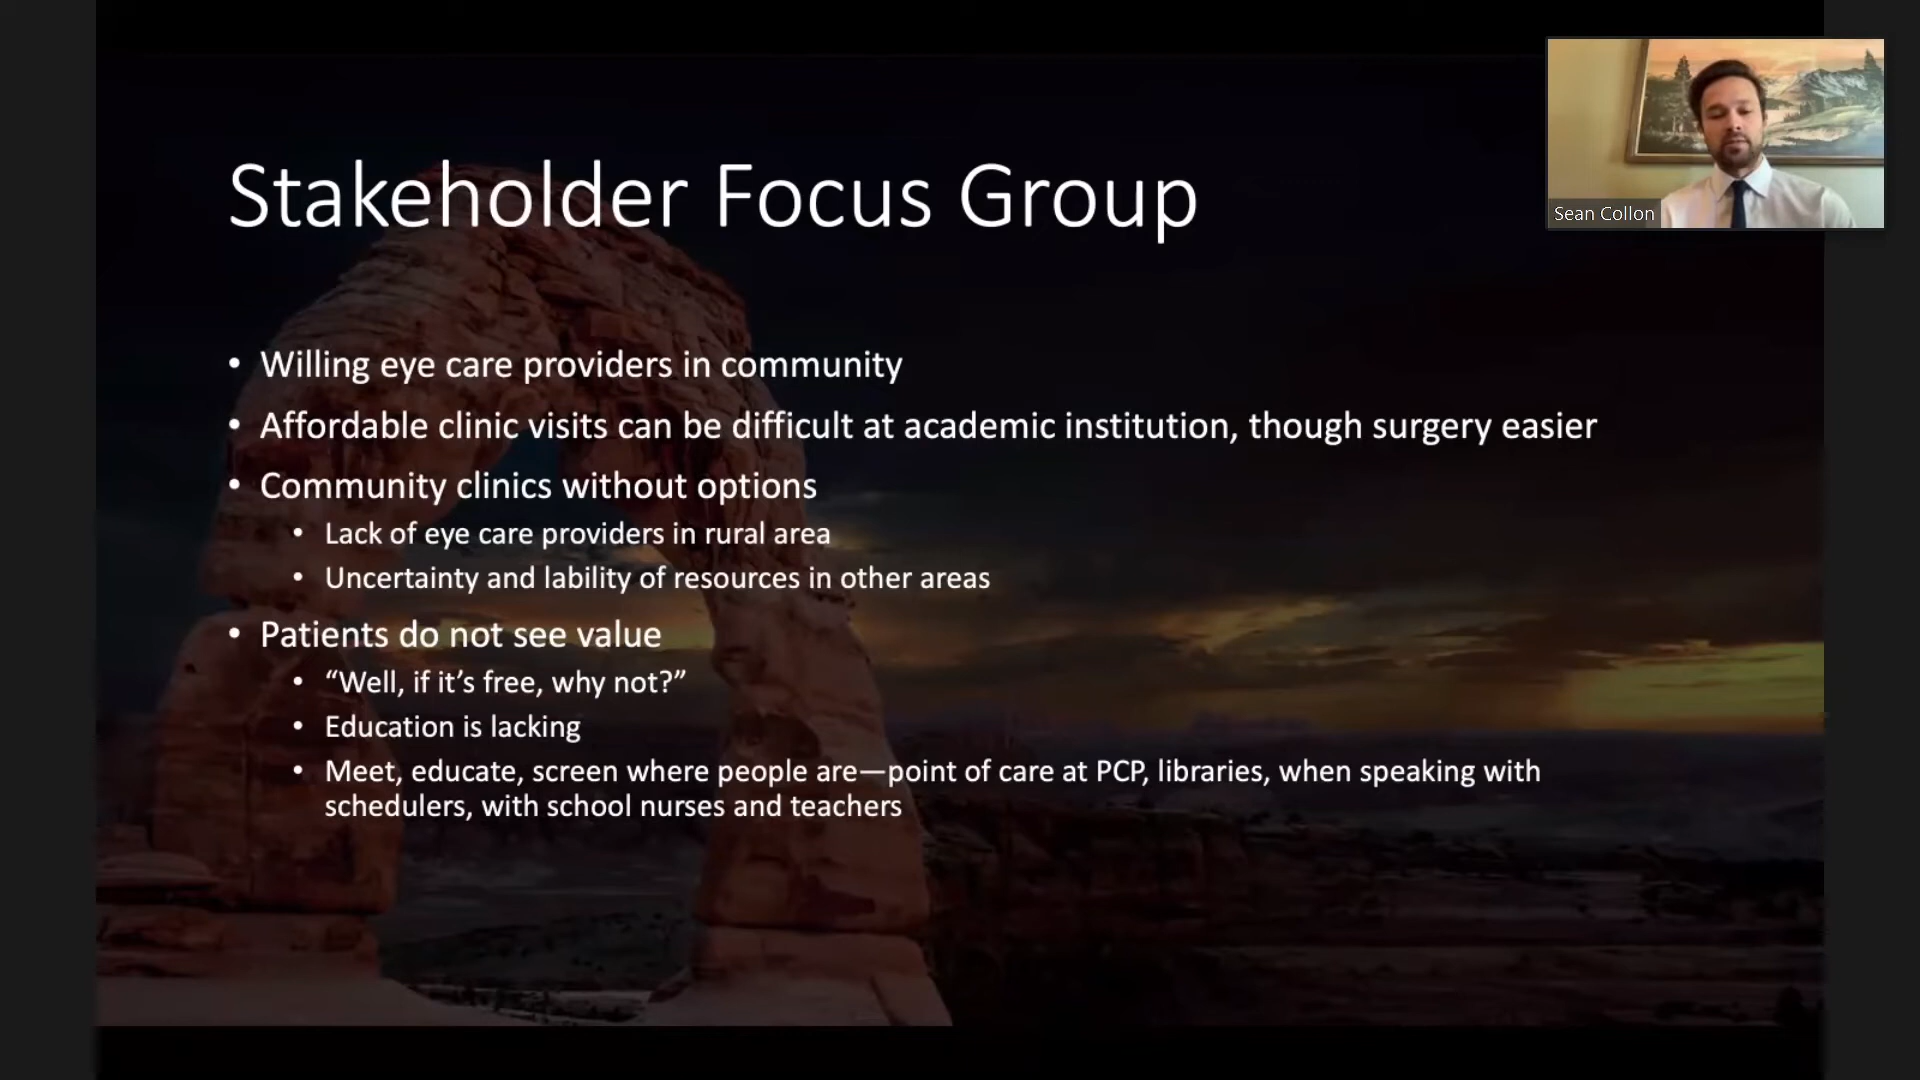 Stakeholder Focus Group
• Willing eye care providers in community
• Affordable clinic visits can be difficult at academic institution, though surgery easier
• Community clinics without options
• Lack of eye care providers in rural area
• Uncertainty and lability of resources in other areas
• Patients do not see value
• “Well, if it’s free, why not?”
• Education is lacking
• Meet, educate, screen where people are—point of care at PCP, libraries, when speaking with
schedulers, with school nurses and teachers
Sean Collon